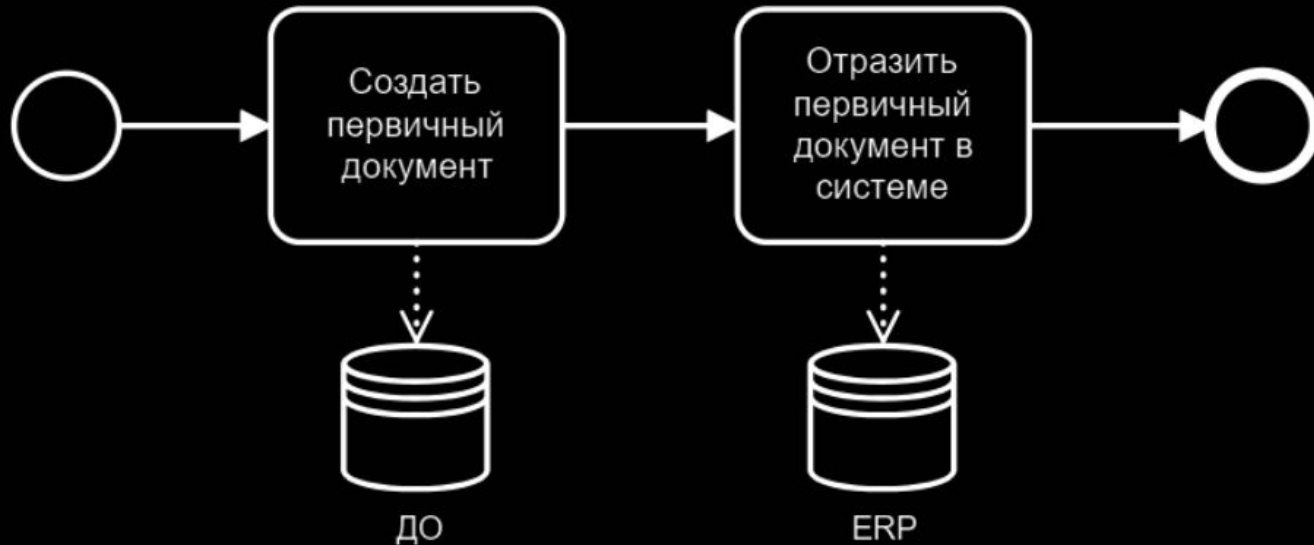 Создать
первичный
документ
Отразить
первичный
документ в
системе
ДО
ERP